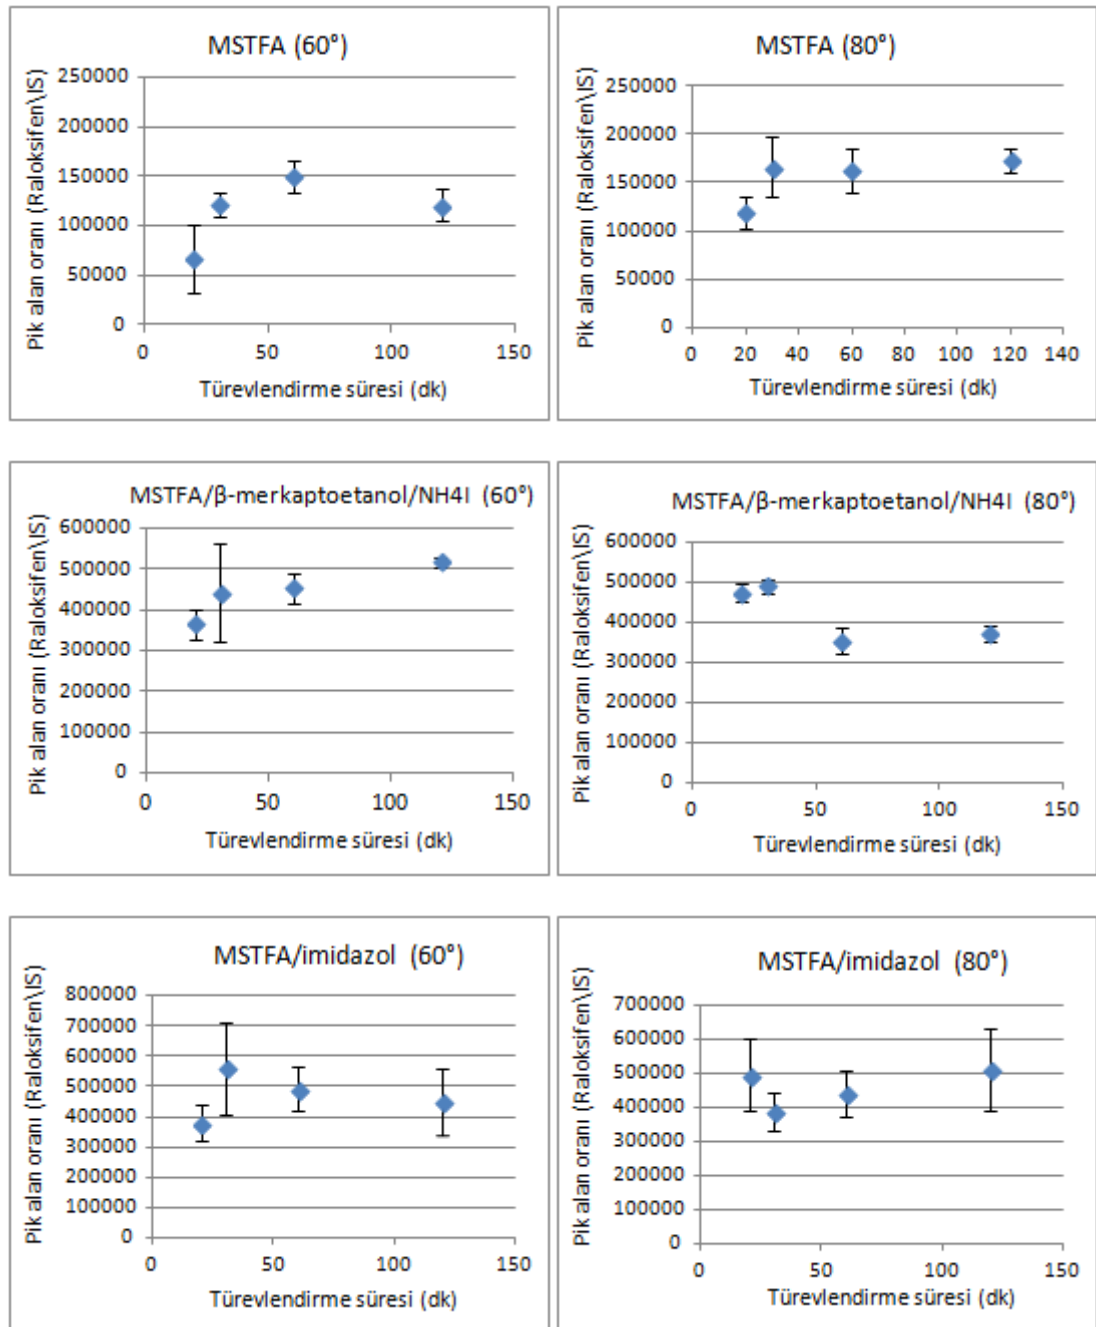 MSTFA (60°)
Pik alan oranı (Raloksifen\IS)
250000
200000
150000
100000
50000
0
0 50 100 150
Türevlendirme süresi (dk)
MSTFA (80°)
Pik alan oranı (Raloksifen\IS)
250000
200000
150000
100000
50000
0
0 20 40 60 80 100 120 140
Türevlendirme süresi (dk)
MSTFA/β-merkaptoetanol/NH4I (60°)
Pik alan oranı (Raloksifen\IS)
600000
500000
400000
300000
200000
100000
0
0 50 100 150
Türevlendirme süresi (dk)
MSTFA/β-merkaptoetanol/NH4I (80°)
Pik alan oranı (Raloksifen\IS)
600000
500000
400000
300000
200000
100000
0
0 50 100 150
Türevlendirme süresi (dk)
MSTFA/imidazol (60°)
Pik alan oranı (Raloksifen\IS)
800000
700000
600000
500000
400000
300000
200000
100000
0
0 50 100 150
Türevlendirme süresi (dk)
MSTFA/imidazol (80°)
Pik alan oranı (Raloksifen\IS)
700000
600000
500000
400000
300000
200000
100000
0
0 50 100 150
Türevlendirme süresi (dk)